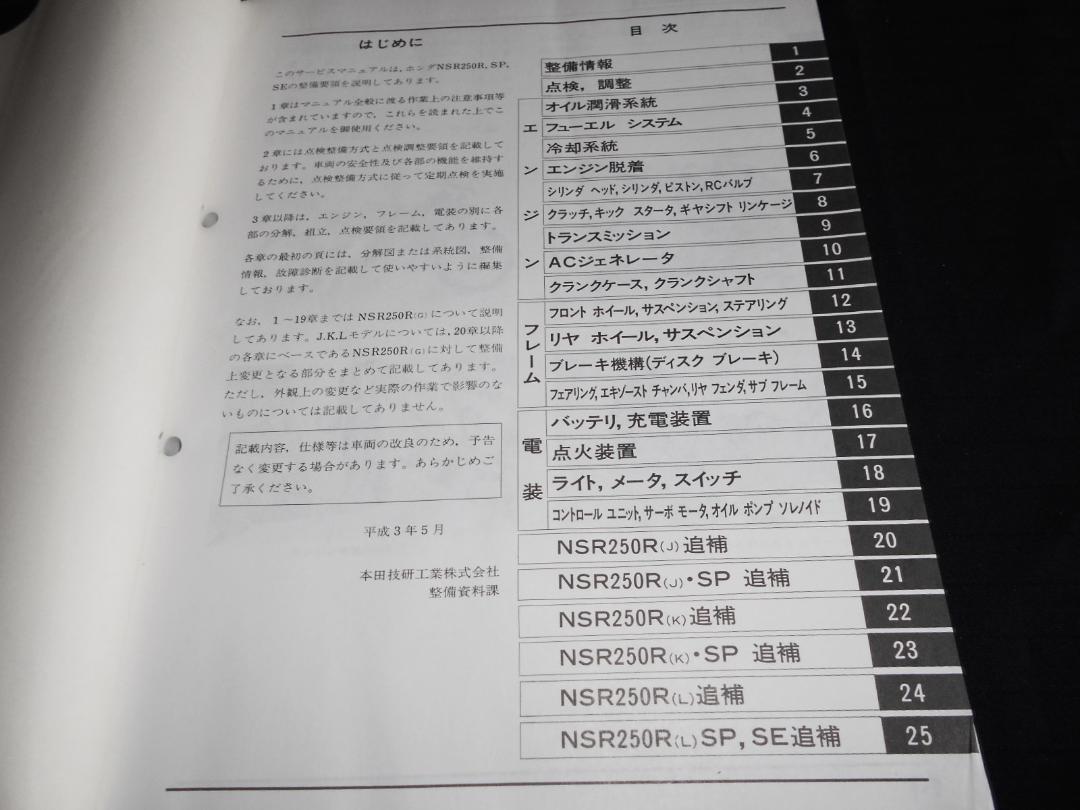 はじめに
このサービスマニュアルは、ホンダNSR250R, SP,
SEの整備要領を説明してあります。
1章はマニュアル全般に渡る作業上の注意事項等
が含まれていますので、これらを読まれた上でこ
のマニュアルを御使用ください。
2章には点検整備方式と点検調整要領を記載して
おります。車両の安全性及び各部の機能を維持す
るために、点検整備方式に従って定期点検を実施
してください。
3章以降は、エンジン、フレーム、電装の別に各
部の分解、組立、点検要領を記載してあります。
各章の最初の頁には、分解図または系統図、整備
情報、故障診断を記載して使いやすいように編集
しております。
なお、1〜19章まではNSR250R(G)について説明
してあります。J.K.Lモデルについては、20章以降
の各章にベースであるNSR250R(G)に対して整備
上変更となる部分をまとめて記載してあります。
ただし、外観上の変更など実際の作業で影響のな
いものについては記載してありません。
記載内容、仕様等は車両の改良のため、予告
なく変更する場合があります。あらかじめご
了承ください。
平成3年5月
本田技研工業株式会社
整備資料課
目次
整備情報 1
点検, 調整 2
エンジン
オイル潤滑系統 3
フューエル システム 4
冷却系統 5
エンジン脱着 6
シリンダ ヘッド, シリンダ, ピストン, RCバルブ 7
クラッチ, キック スタータ, ギヤシフト リンケージ 8
トランスミッション 9
ACジェネレータ 10
クランクケース, クランクシャフト 11
フレーム
フロント ホイール, サスペンション, ステアリング 12
リヤ ホイール, サスペンション 13
ブレーキ機構(ディスク ブレーキ) 14
フェアリング, エキゾースト チャンバ, リヤ フェンダ, サブ フレーム 15
電装
バッテリ, 充電装置 16
点火装置 17
ライト, メータ, スイッチ 18
コントロール ユニット, サーボ モータ, オイル ポンプ ソレノイド 19
NSR250R(J)追補 20
NSR250R(J)・SP 追補 21
NSR250R(K)追補 22
NSR250R(K)・SP 追補 23
NSR250R(L)追補 24
NSR250R(L)SP, SE追補 25